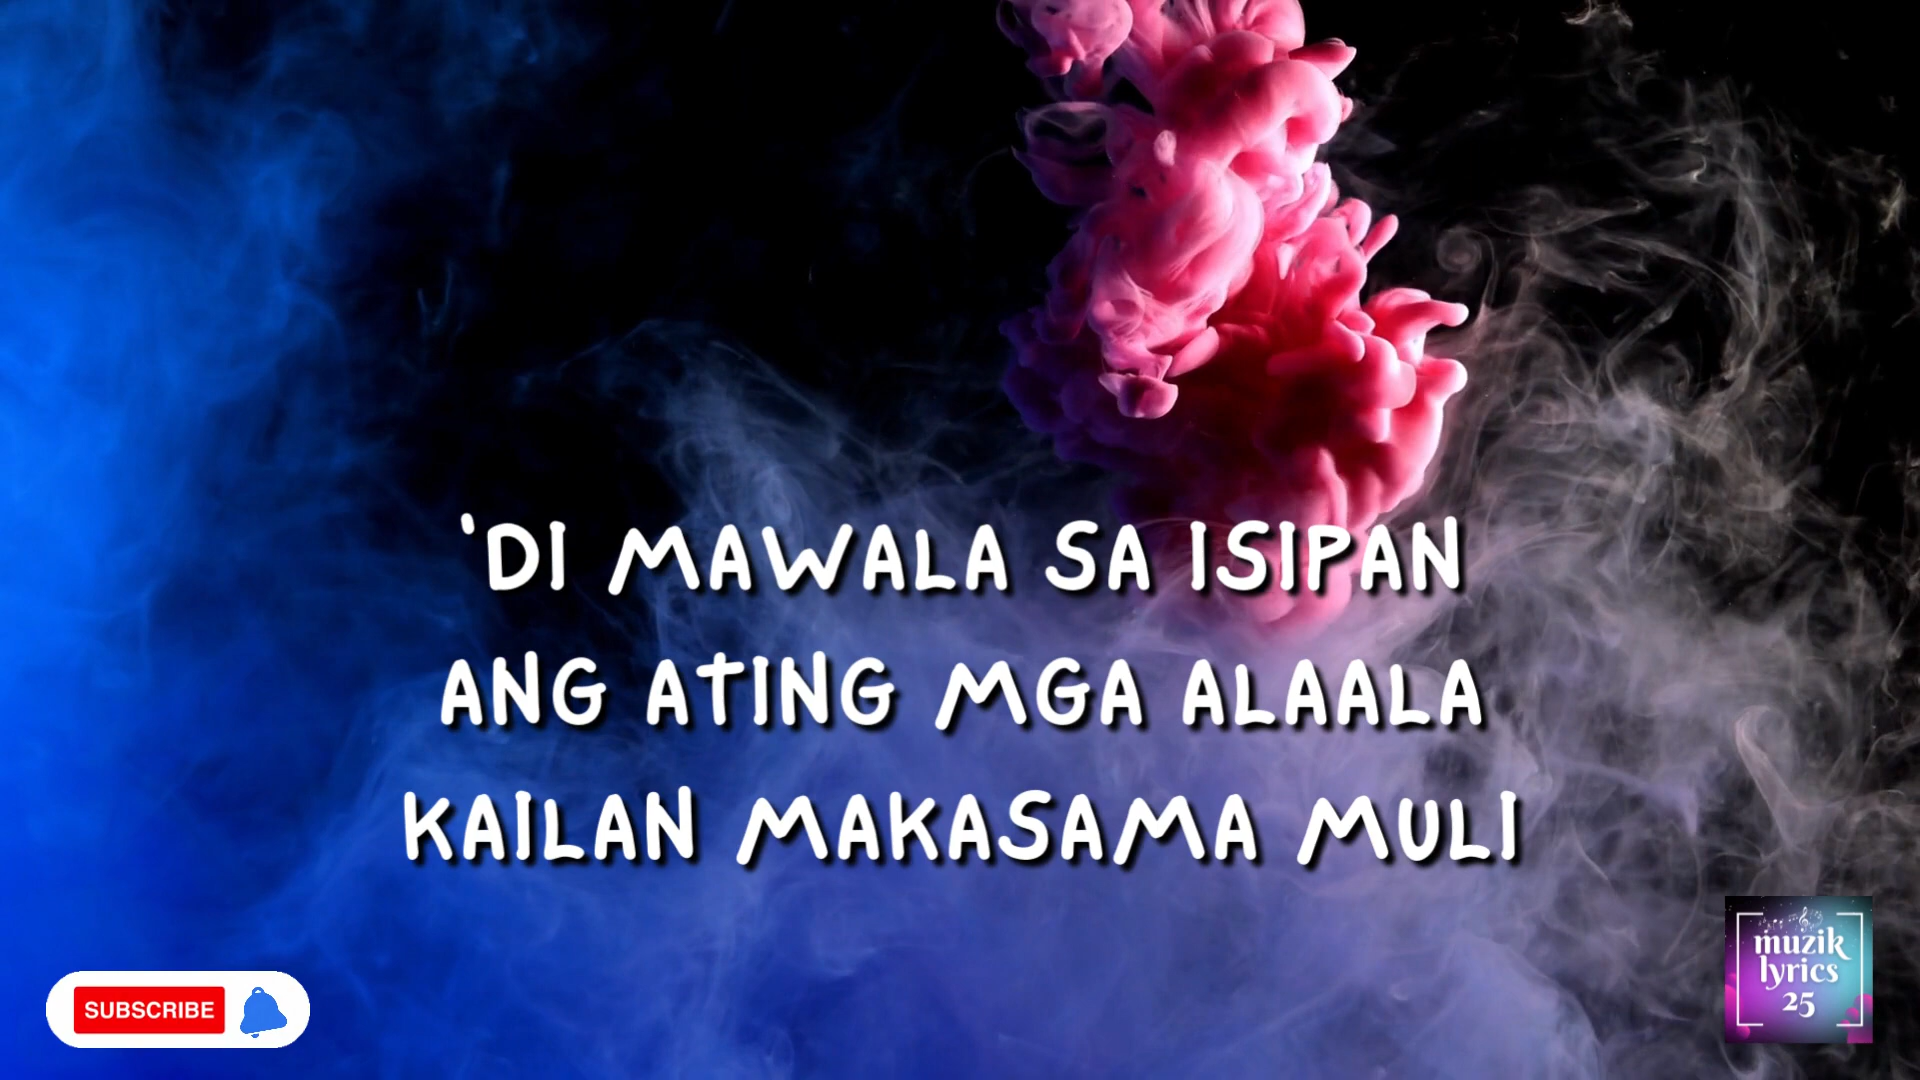 'DI MAWALA SA ISIPAN
ANG ATING MGA ALAALA
KAILAN MAKASAMA MULI
SUBSCRIBE
muzik
lyrics
25